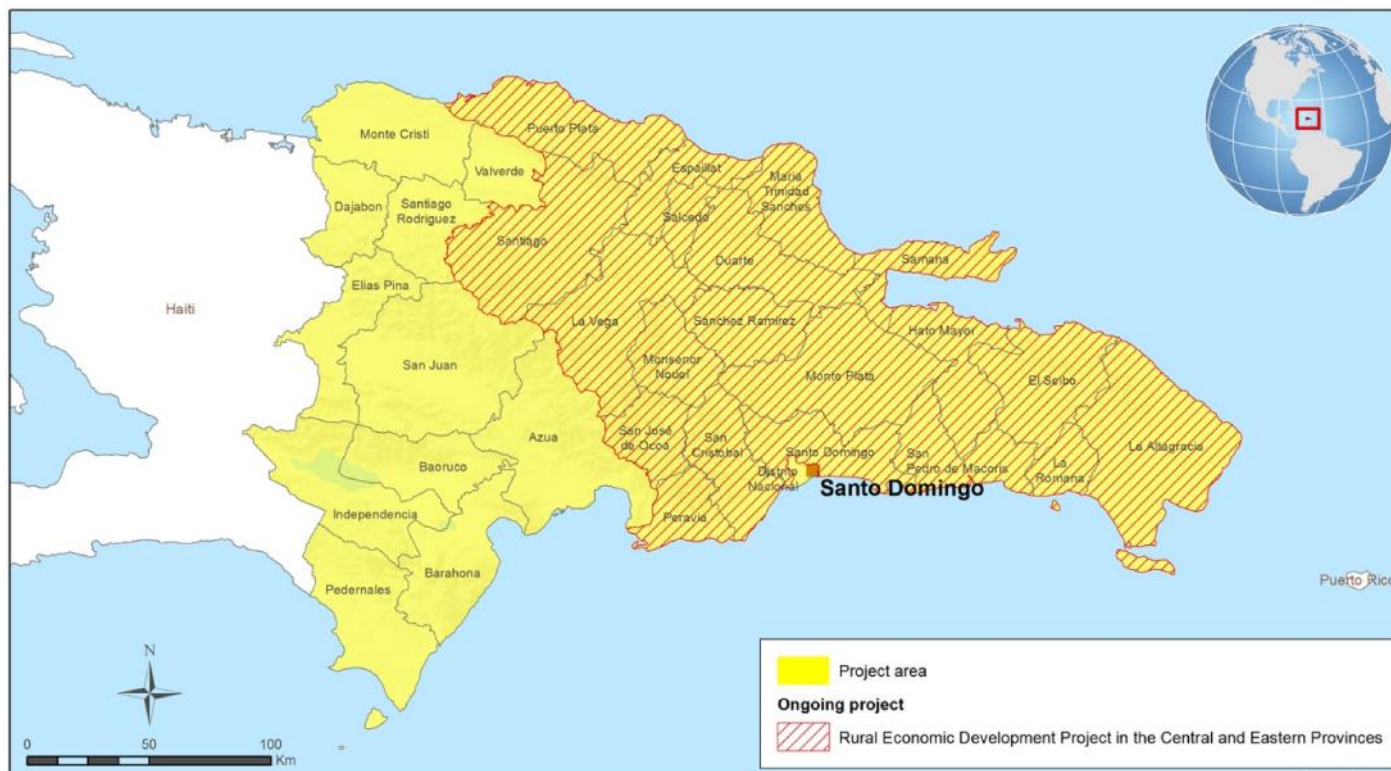 Monte Cristi
Puerto Plata
Valverde
Espaillat
Maria
Trinidad
Sanches
Dajabon
Santiago
Rodriguez
Salcedo
Santiago
Duarte
Samana
Elias Pina
Haiti
La Vega
Sanchez Ramirez
Hato Mayor
San Juan
Monsenor
Nouel
Monte Plata
El Seibo
Azua
San José
de Ocoa
San
Cristobal
Santo Domingo
San
Pedro de Macoris
La
Romana
La Altagracia
Baoruco
Distrito
Nacional
Santo Domingo
Independencia
Peravia
Barahona
Pedernales
Puerto Rico
N
0 50 100
Km
Project area
Ongoing project
Rural Economic Development Project in the Central and Eastern Provinces